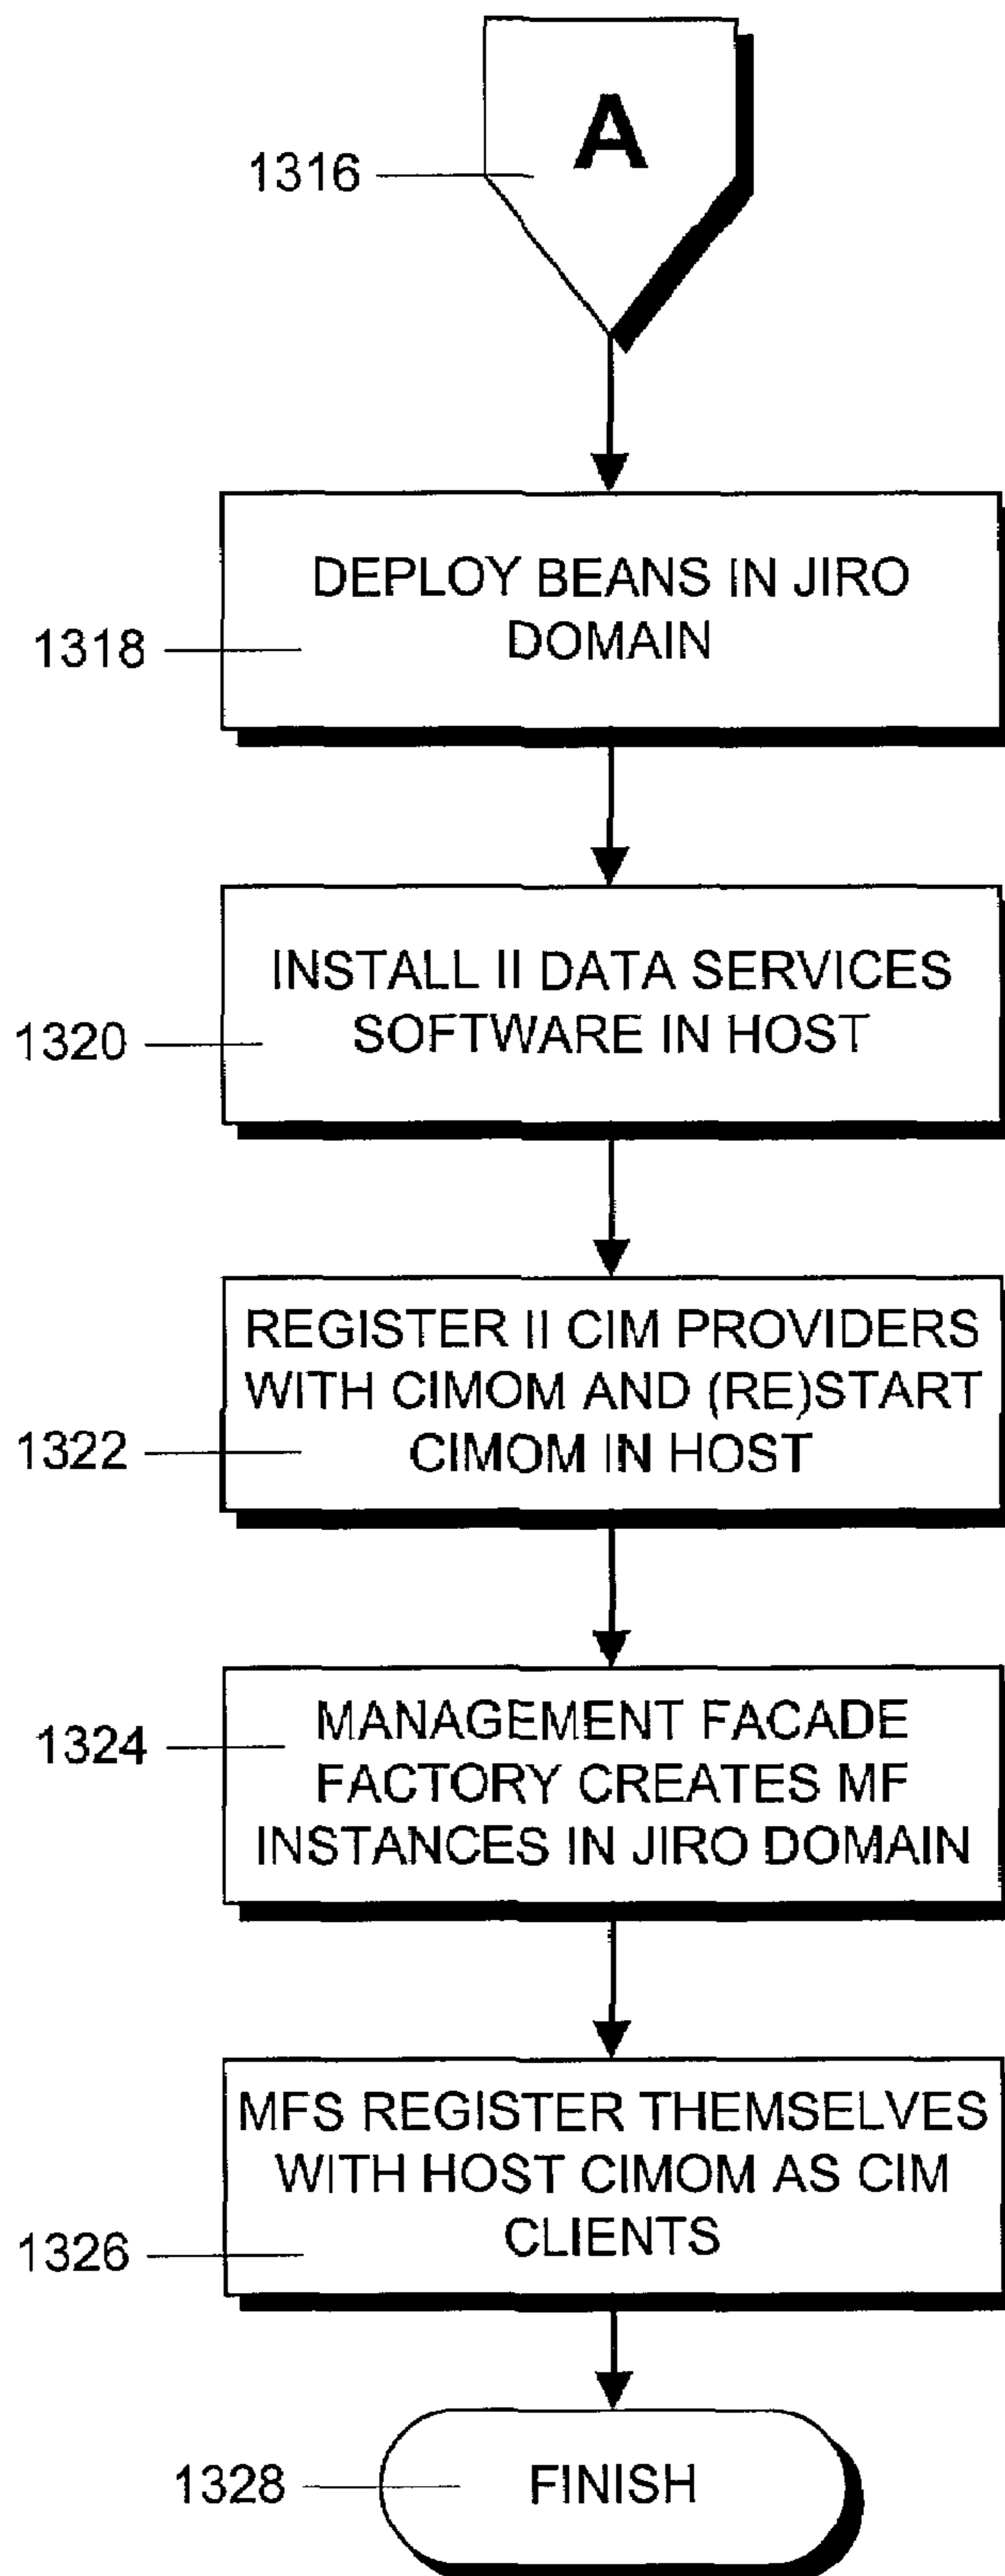 A
1316
DEPLOY BEANS IN JIRO
DOMAIN
1318
INSTALL II DATA SERVICES
SOFTWARE IN HOST
1320
REGISTER II CIM PROVIDERS
WITH CIMOM AND (RE)START
CIMOM IN HOST
1322
MANAGEMENT FACADE
FACTORY CREATES MF
INSTANCES IN JIRO DOMAIN
1324
MFS REGISTER THEMSELVES
WITH HOST CIMOM AS CIM
CLIENTS
1326
FINISH
1328